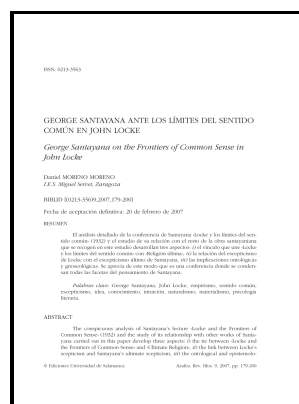 ISSN: 0213-3563
GEORGE SANTAYANA ANTE LOS LÍMITES DEL SENTIDO
COMÚN EN JOHN LOCKE
George Santayana on the Frontiers of Common Sense in
John Locke
Daniel MORENO MORENO
I.E.S. Miguel Servet, Zaragoza
BIBLID [(0213-356)9,2007,179-200]
Fecha de aceptación definitiva: 20 de febrero de 2007
RESUMEN
El análisis detallado de la conferencia de Santayana «Locke y los límites del sen-
tido común» (1932) y el estudio de su relación con el resto de la obra santayaniana
que se recogen en este estudio desarrollan tres aspectos: i) el vínculo que une «Locke
y los límites del sentido común» con «Religión última», ii) la relación del escepticismo
de Locke con el escepticismo último de Santayana, iii) las implicaciones ontológicas
y gnoseológicas. Se aprecia de este modo que es una conferencia donde se conden-
san todas las facetas del pensamiento de Santayana.
Palabras clave: George Santayana, John Locke, empirismo, sentido común,
escepticismo, idea, conocimiento, intuición, naturalismo, materialismo, psicología
literaria.
ABSTRACT
The conspicuous analysis of Santayana's lecture «Locke and the Frontiers of
Common Sense» (1932) and the study of its relationship with other works of Santa-
yana carried out in this paper develop three aspects: i) the tie between «Locke and
the Frontiers of Common Sense» and «Ultimate Religion»; ii) the link between Locke's
scepticism and Santayana's ultimate scepticism, iii) the ontological and epistemolo-
© Ediciones Universidad de Salamanca
Azafea. Rev. filos. 9, 2007, pp. 179-200